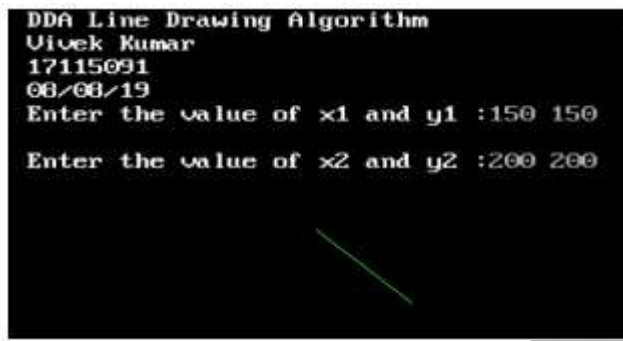 DDA Line Drawing Algorithm
Vivek Kumar
17115091
08/08/19
Enter the value of x1 and y1 :150 150
Enter the value of x2 and y2 :200 200